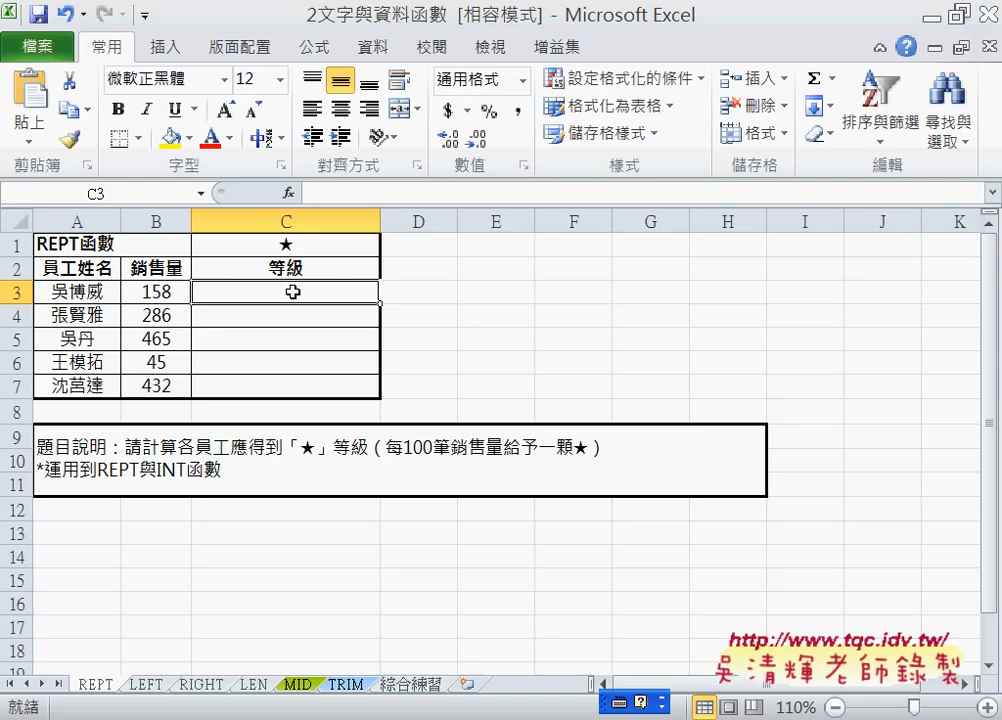 2文字與資料函數 [相容模式] - Microsoft Excel
檔案 常用 插入 版面配置 公式 資料 校閱 檢視 增益集
貼上 微軟正黑體 12 通用格式 設定格式化的條件 插入 Σ
B I U A A $ % , 格式化為表格 刪除 排序與篩選 尋找與選取
A 中 .0 .00 .00 .0 儲存格樣式 格式
剪貼簿 字型 對齊方式 數值 樣式 儲存格 編輯
C3 fx
A B C D E F G H I J K
1 REPT函數 ★
2 員工姓名 銷售量 等級
3 吳博威 158
4 張賢雅 286
5 吳丹 465
6 王模拓 45
7 沈莒達 432
8
9 題目說明：請計算各員工應得到「★」等級（每100筆銷售量給予一顆★）
10 *運用到REPT與INT函數
11
12
13
14
15
16
17
18
http://www.tqc.idv.tw/
吳清輝老師錄製
REPT LEFT RIGHT LEN MID TRIM 綜合練習
就緒 110%